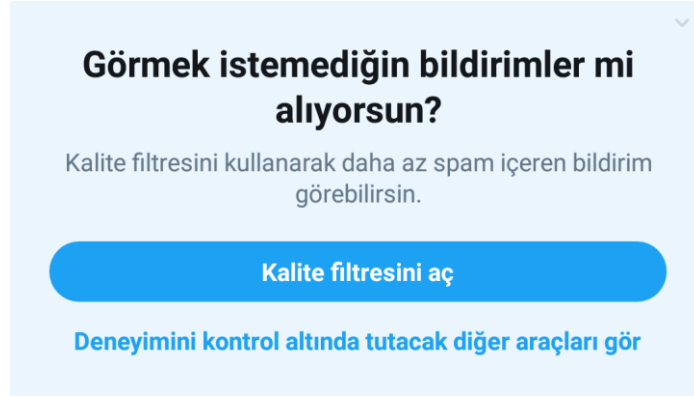 Görmek istemediğin bildirimler mi
alıyorsun?
Kalite filtresini kullanarak daha az spam içeren bildirim
görebilirsin.
Kalite filtresini aç
Deneyimini kontrol altında tutacak diğer araçları gör